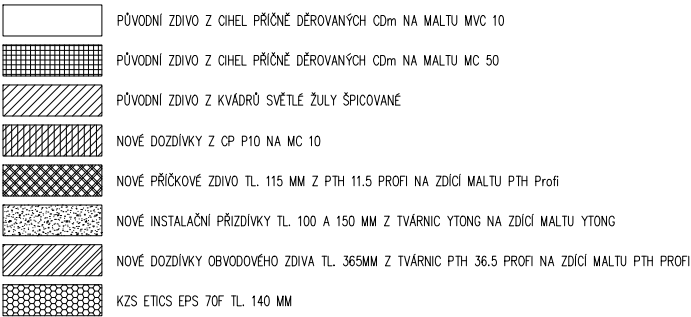 PŮVODNÍ ZDIVO Z CIHEL PŘÍČNĚ DĚROVANÝCH CDm NA MALTU MVC 10
PŮVODNÍ ZDIVO Z CIHEL PŘÍČNĚ DĚROVANÝCH CDm NA MALTU MC 50
PŮVODNÍ ZDIVO Z KVÁDRŮ SVĚTLÉ ŽULY ŠPICOVANÉ
NOVÉ DOZDÍVKY Z CP P10 NA MC 10
NOVÉ PŘÍČKOVÉ ZDIVO TL. 115 MM Z PTH 11.5 PROFI NA ZDÍCÍ MALTU PTH Profi
NOVÉ INSTALAČNÍ PŘIZDÍVKY TL. 100 A 150 MM Z TVÁRNIC YTONG NA ZDÍCÍ MALTU YTONG
NOVÉ DOZDÍVKY OBVODOVÉHO ZDIVA TL. 365MM Z TVÁRNIC PTH 36.5 PROFI NA ZDÍCÍ MALTU PTH PROFI
KZS ETICS EPS 70F TL. 140 MM